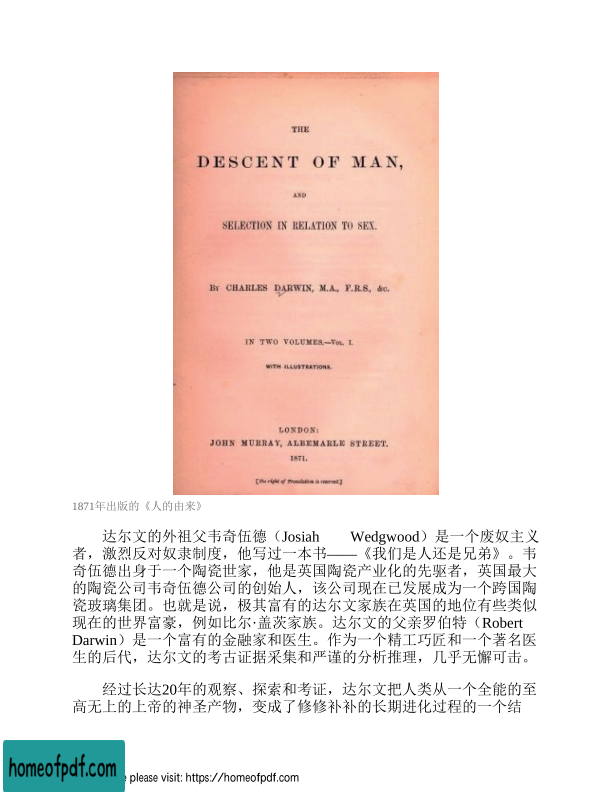 THE
DESCENT OF MAN,
AND
SELECTION IN RELATION TO SEX.
BY CHARLES DARWIN, M.A., F.R.S., &c.
IN TWO VOLUMES.—VOL. I.
WITH ILLUSTRATIONS.
LONDON:
JOHN MURRAY, ALBEMARLE STREET.
1871.
[The right of Translation is reserved.]
1871年出版的《人的由来》
达尔文的外祖父韦奇伍德（Josiah Wedgwood）是一个废奴主义
者，激烈反对奴隶制度，他写过一本书——《我们是人还是兄弟》。韦
奇伍德出身于一个陶瓷世家，他是英国陶瓷产业化的先驱者，英国最大
的陶瓷公司韦奇伍德公司的创始人，该公司现在已发展成为一个跨国陶
瓷玻璃集团。也就是说，极其富有的达尔文家族在英国的地位有些类似
现在的世界富豪，例如比尔·盖茨家族。达尔文的父亲罗伯特（Robert
Darwin）是一个富有的金融家和医生。作为一个精工巧匠和一个著名医
生的后代，达尔文的考古证据采集和严谨的分析推理，几乎无懈可击。
经过长达20年的观察、探索和考证，达尔文把人类从一个全能的至
高无上的上帝的神圣产物，变成了修修补补的长期进化过程的一个结
homeofpdf.com
please visit: https://homeofpdf.com